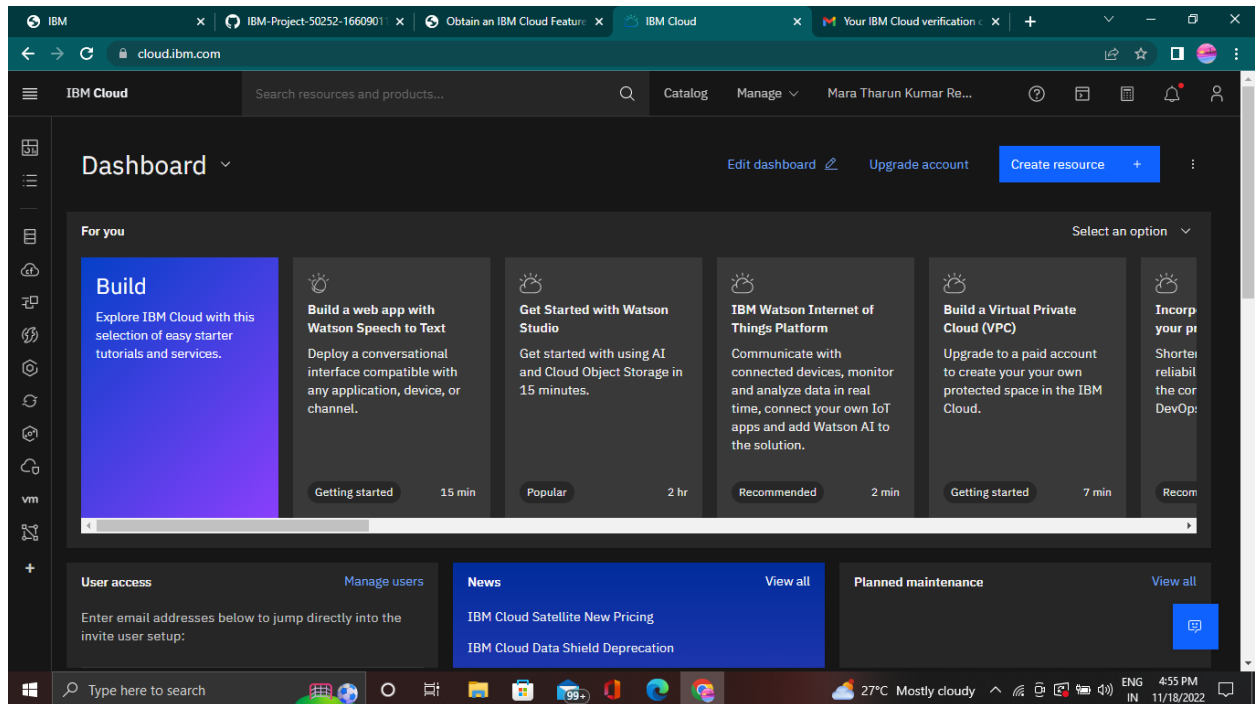 IBM
IBM-Project-50252-16609011
Obtain an IBM Cloud Feature
IBM Cloud
Your IBM Cloud verification c
cloud.ibm.com
IBM Cloud
Search resources and products...
Catalog
Manage
Mara Tharun Kumar Re...
Dashboard
Edit dashboard
Upgrade account
Create resource +
For you
Select an option
Build
Explore IBM Cloud with this
selection of easy starter
tutorials and services.
Build a web app with
Watson Speech to Text
Deploy a conversational
interface compatible with
any application, device, or
channel.
Getting started
15 min
Get Started with Watson
Studio
Get started with using AI
and Cloud Object Storage in
15 minutes.
Popular
2 hr
IBM Watson Internet of
Things Platform
Communicate with
connected devices, monitor
and analyze data in real
time, connect your own IoT
apps and add Watson AI to
the solution.
Recommended
2 min
Build a Virtual Private
Cloud (VPC)
Upgrade to a paid account
to create your your own
protected space in the IBM
Cloud.
Getting started
7 min
Incorp
your pr
Shorter
reliabil
the cor
DevOp
Recom
vm
User access
Manage users
Enter email addresses below to jump directly into the
invite user setup:
News
View all
IBM Cloud Satellite New Pricing
IBM Cloud Data Shield Deprecation
Planned maintenance
View all
Type here to search
99+
27°C Mostly cloudy
ENG
IN
4:55 PM
11/18/2022